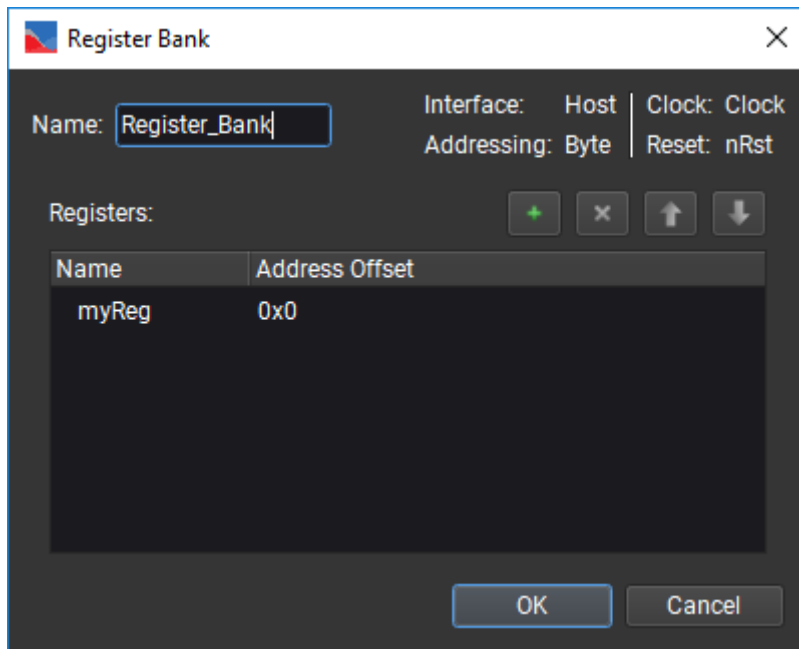 Register Bank
Name: Register_Bank
Interface: Host
Addressing: Byte
Clock: Clock
Reset: nRst
Registers:
Name Address Offset
myReg 0x0
OK Cancel